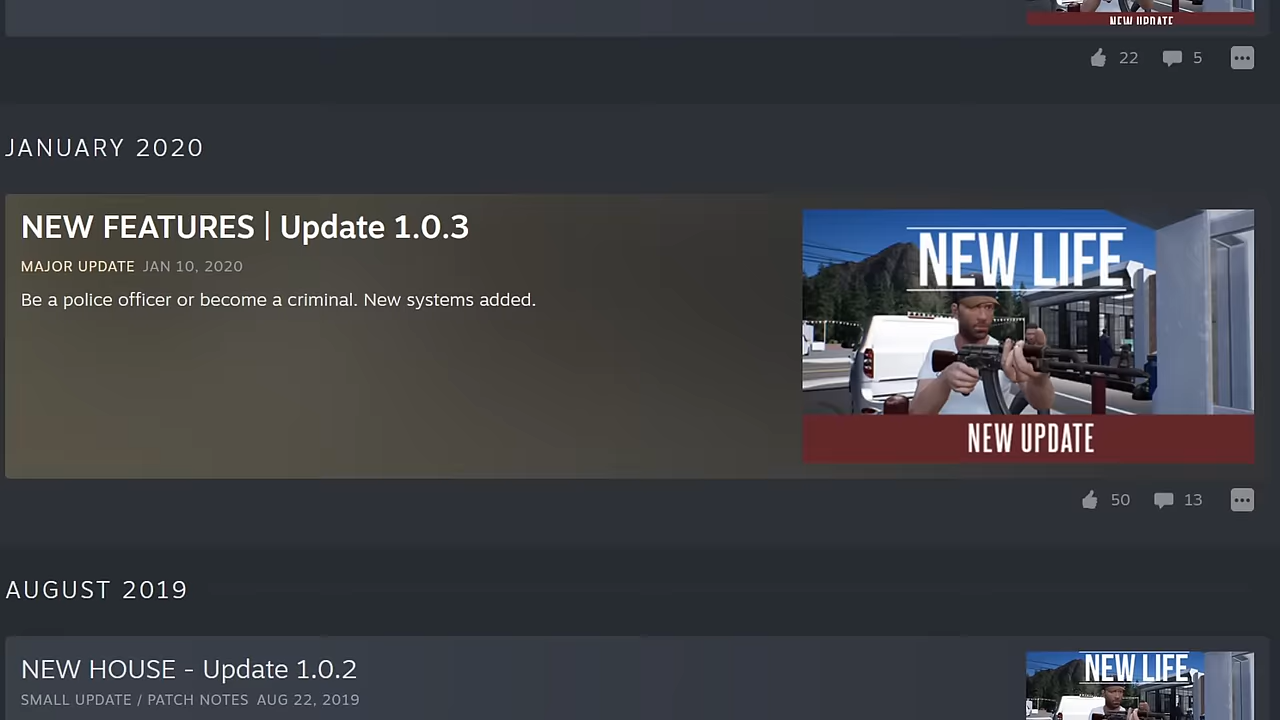 NEW UPDATE
22
5
JANUARY 2020
NEW FEATURES | Update 1.0.3
MAJOR UPDATE JAN 10, 2020
Be a police officer or become a criminal. New systems added.
NEW LIFE
NEW UPDATE
50
13
AUGUST 2019
NEW HOUSE - Update 1.0.2
SMALL UPDATE / PATCH NOTES AUG 22, 2019
NEW LIFE